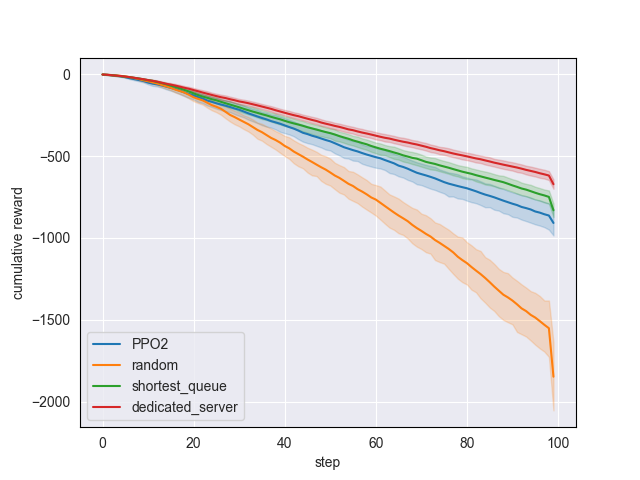 0
−500
−1000
−1500
−2000
cumulative reward
PPO2
random
shortest_queue
dedicated_server
0 20 40 60 80 100
step